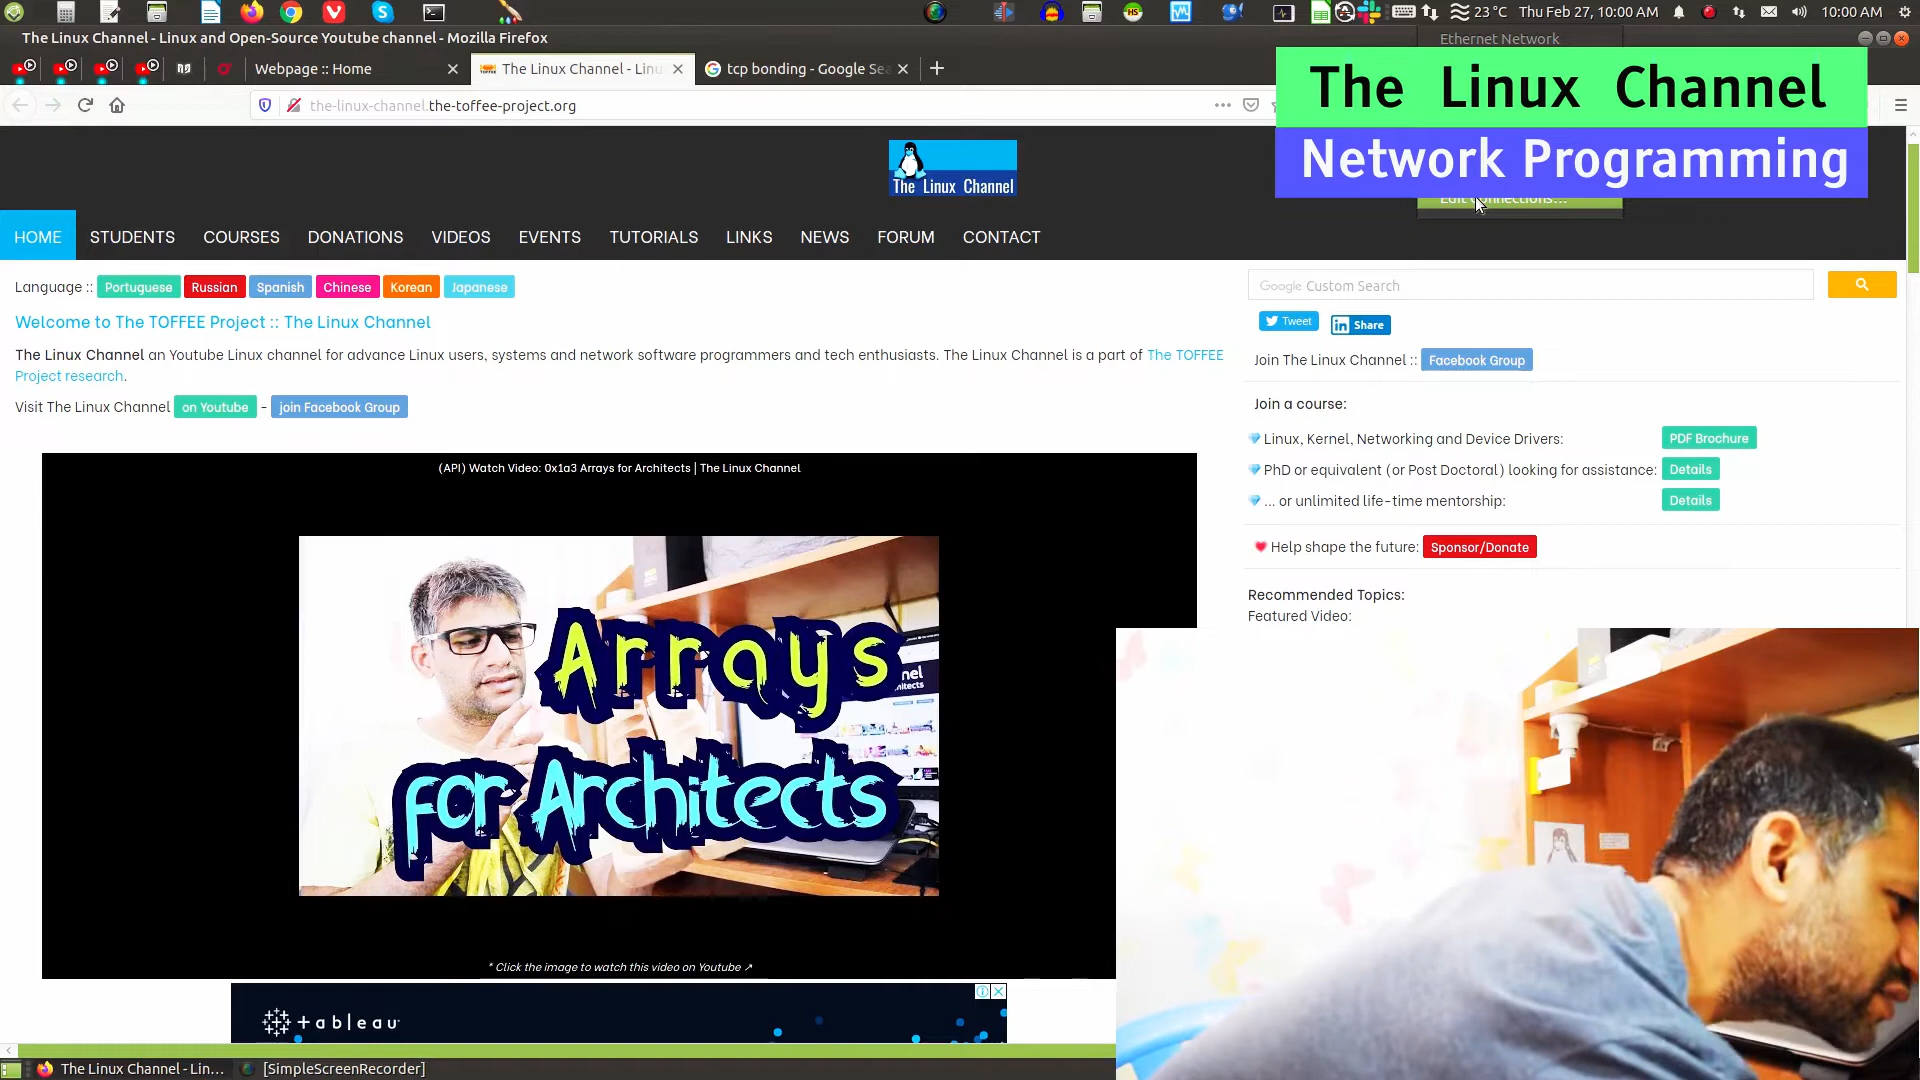 23 °C
Thu Feb 27, 10:00 AM
10:00 AM
The Linux Channel - Linux and Open-Source Youtube channel - Mozilla Firefox
Ethernet Network
Webpage :: Home
The Linux Channel - Linu
tcp bonding - Google Sea
The Linux Channel
Network Programming
Edit Connections...
the-linux-channel.the-toffee-project.org
The Linux Channel
HOME
STUDENTS
COURSES
DONATIONS
VIDEOS
EVENTS
TUTORIALS
LINKS
NEWS
FORUM
CONTACT
Language :: Portuguese Russian Spanish Chinese Korean Japanese
Welcome to The TOFFEE Project :: The Linux Channel
The Linux Channel an Youtube Linux channel for advance Linux users, systems and network software programmers and tech enthusiasts. The Linux Channel is a part of The TOFFEE
Project research.
Visit The Linux Channel on Youtube - join Facebook Group
(API) Watch Video: 0x1a3 Arrays for Architects | The Linux Channel
Arrays
for Architects
* Click the image to watch this video on Youtube ↗
+ableau
Google Custom Search
Tweet
in Share
Join The Linux Channel :: Facebook Group
Join a course:
Linux, Kernel, Networking and Device Drivers: PDF Brochure
PhD or equivalent (or Post Doctoral) looking for assistance: Details
... or unlimited life-time mentorship: Details
Help shape the future: Sponsor/Donate
Recommended Topics:
Featured Video:
The Linux Channel - Lin...
[SimpleScreenRecorder]